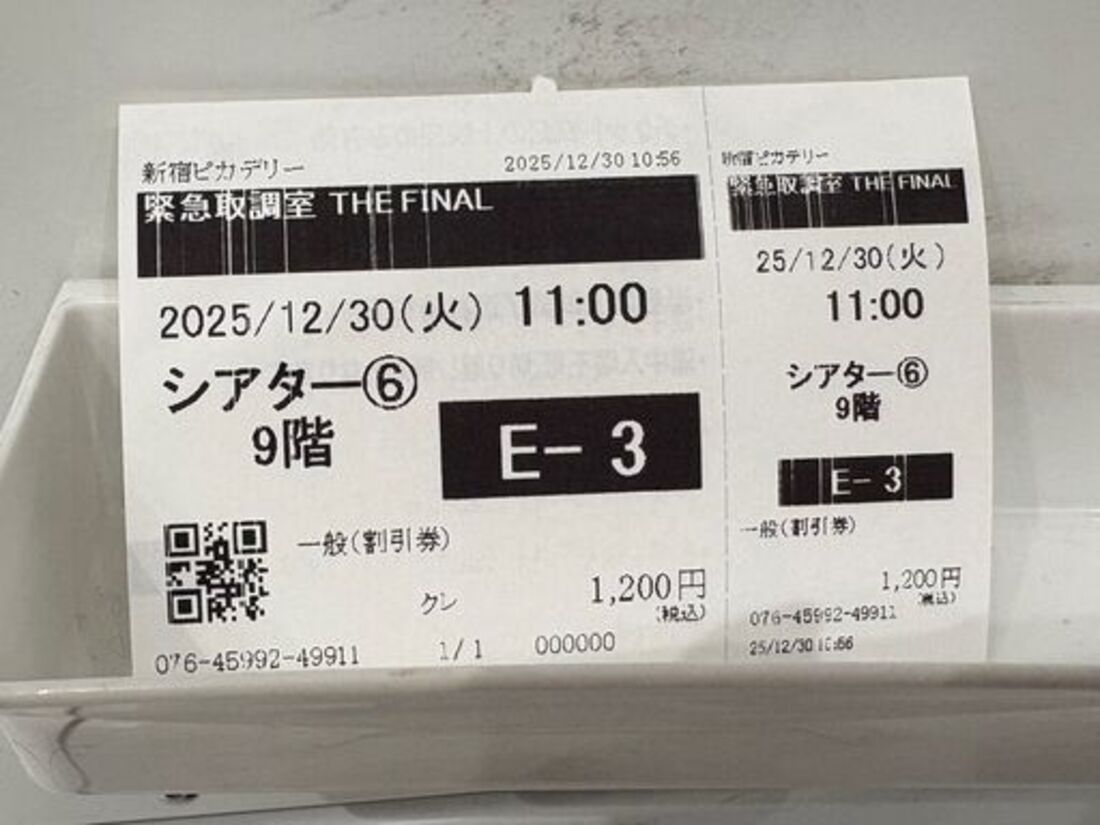 新宿ピカデリー 2025/12/30 10:56
緊急取調室 THE FINAL
2025/12/30(火) 11:00
シアター⑥
9階
E- 3
一般(割引券)
1,200円
クレ (税込)
076-45992-49911 1/1 000000
新宿ピカデリー
緊急取調室 THE FINAL
25/12/30(火)
11:00
シアター⑥
9階
E- 3
一般(割引券)
1,200円
(税込)
076-45992-49911
25/12/30 10:56